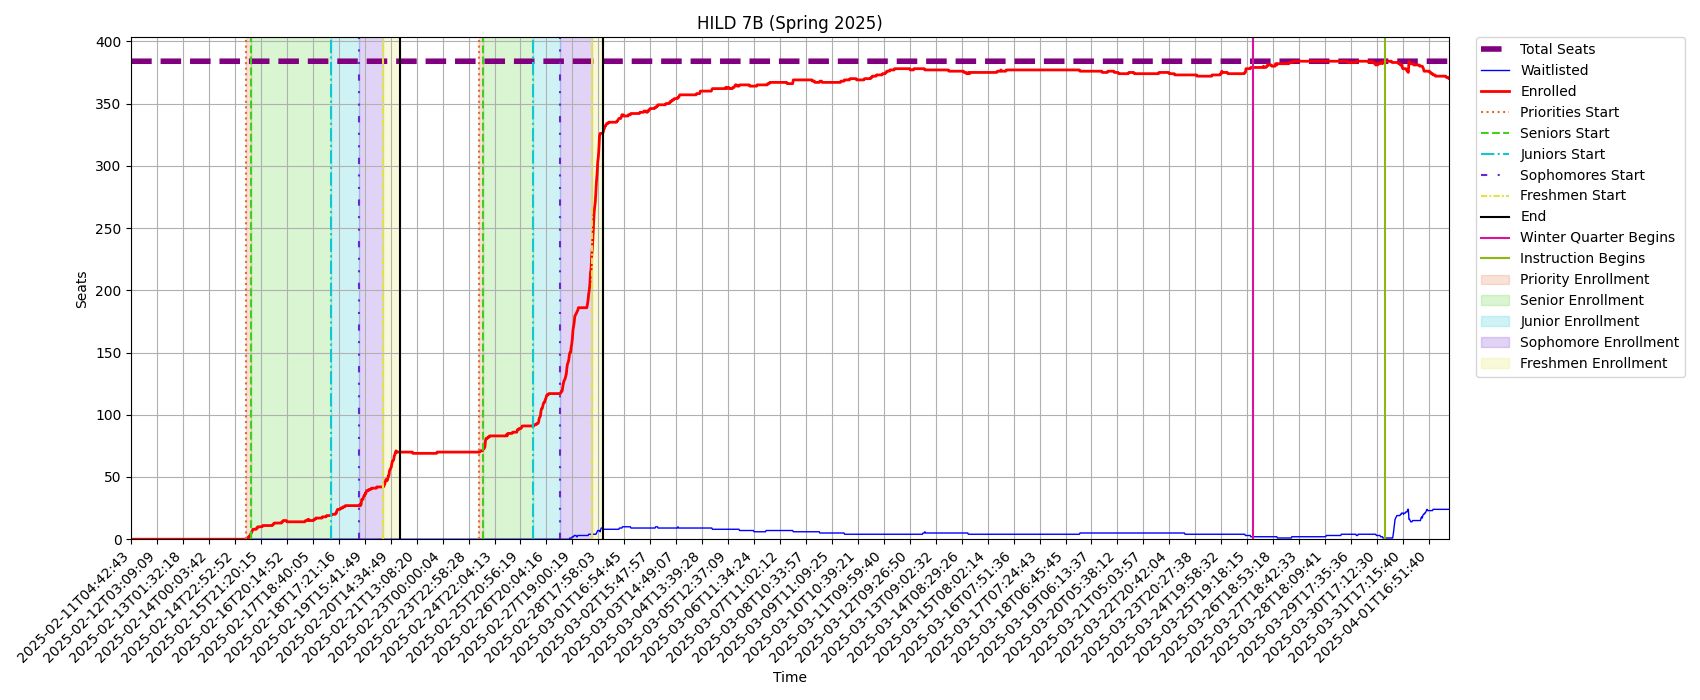 HILD 7B (Spring 2025)
Seats
400
350
300
250
200
150
100
50
0
2025-02-11T04:42:43
2025-02-12T03:09:09
2025-02-13T01:32:18
2025-02-14T00:03:42
2025-02-14T22:52:52
2025-02-15T21:20:15
2025-02-16T20:14:52
2025-02-17T18:40:05
2025-02-18T17:21:16
2025-02-19T15:41:49
2025-02-20T14:34:49
2025-02-21T13:08:20
2025-02-23T00:00:04
2025-02-23T22:58:28
2025-02-24T22:04:13
2025-02-25T20:56:19
2025-02-26T20:04:16
2025-02-27T19:00:19
2025-02-28T17:58:03
2025-03-01T16:54:45
2025-03-02T15:47:57
2025-03-03T14:49:07
2025-03-04T13:39:28
2025-03-05T12:37:09
2025-03-06T11:34:24
2025-03-07T11:02:12
2025-03-08T10:33:57
2025-03-09T11:09:25
2025-03-10T10:39:21
2025-03-11T09:59:40
2025-03-12T09:26:50
2025-03-13T09:02:32
2025-03-14T08:29:26
2025-03-15T08:02:14
2025-03-16T07:51:36
2025-03-17T07:24:43
2025-03-18T06:45:45
2025-03-19T06:13:37
2025-03-20T05:38:12
2025-03-21T05:03:57
2025-03-22T20:42:04
2025-03-23T20:27:38
2025-03-24T19:58:32
2025-03-25T19:18:15
2025-03-26T18:53:18
2025-03-27T18:42:33
2025-03-28T18:09:41
2025-03-29T17:35:36
2025-03-30T17:12:30
2025-03-31T17:15:40
2025-04-01T16:51:40
Time
Total Seats
Waitlisted
Enrolled
Priorities Start
Seniors Start
Juniors Start
Sophomores Start
Freshmen Start
End
Winter Quarter Begins
Instruction Begins
Priority Enrollment
Senior Enrollment
Junior Enrollment
Sophomore Enrollment
Freshmen Enrollment